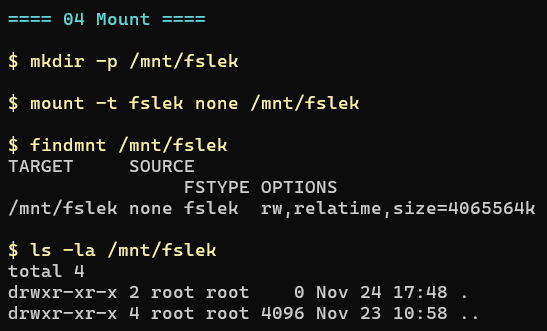 ==== 04 Mount ====
$ mkdir -p /mnt/fslek
$ mount -t fslek none /mnt/fslek
$ findmnt /mnt/fslek
TARGET     SOURCE
                FSTYPE OPTIONS
/mnt/fslek none fslek  rw,relatime,size=4065564k
$ ls -la /mnt/fslek
total 4
drwxr-xr-x 2 root root    0 Nov 24 17:48 .
drwxr-xr-x 4 root root 4096 Nov 23 10:58 ..